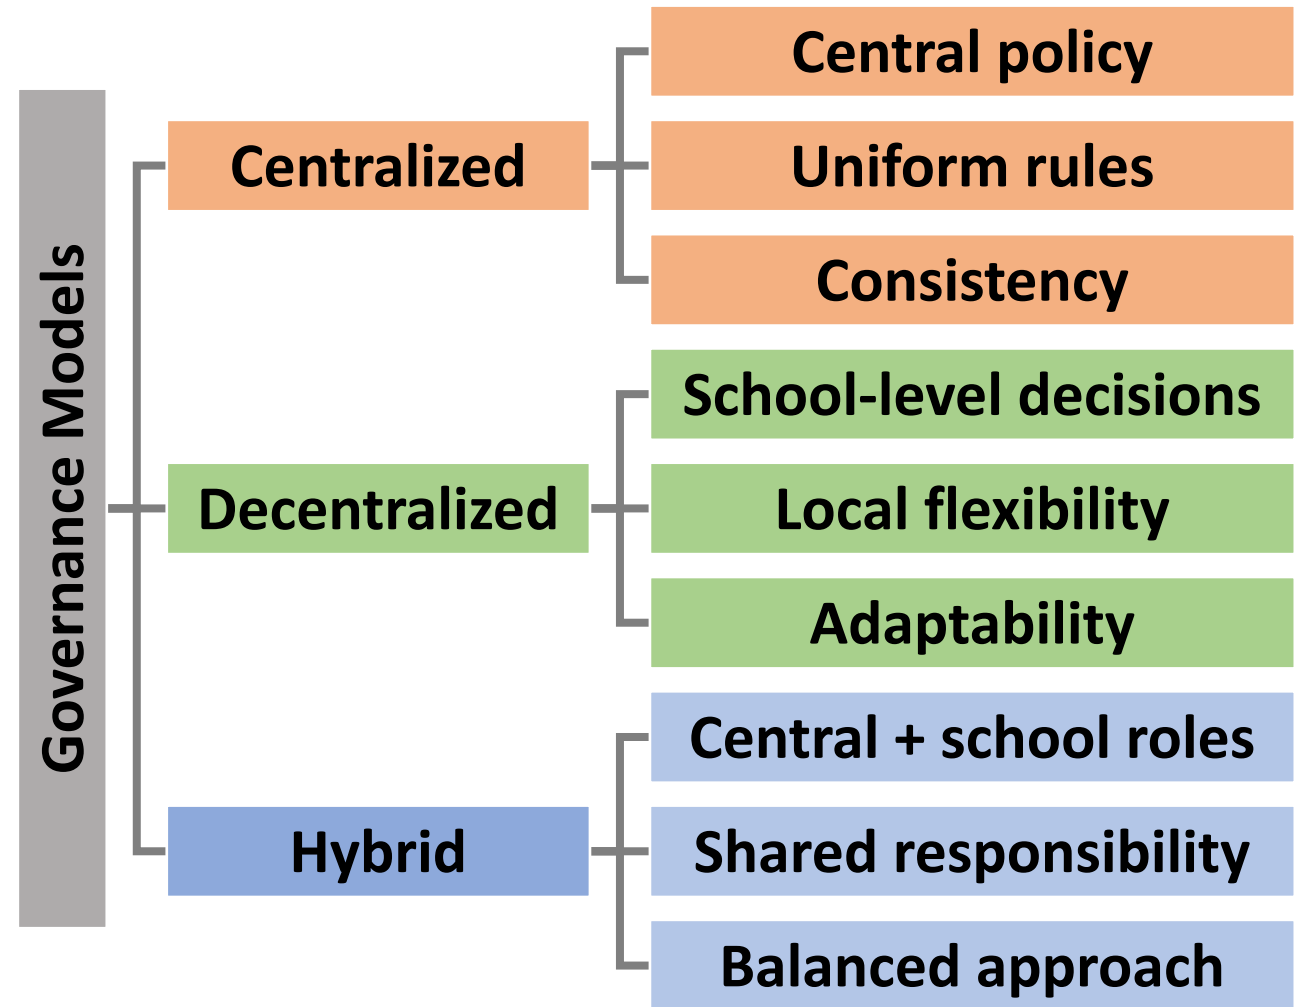 Governance Models
Centralized
Central policy
Uniform rules
Consistency
Decentralized
School-level decisions
Local flexibility
Adaptability
Hybrid
Central + school roles
Shared responsibility
Balanced approach